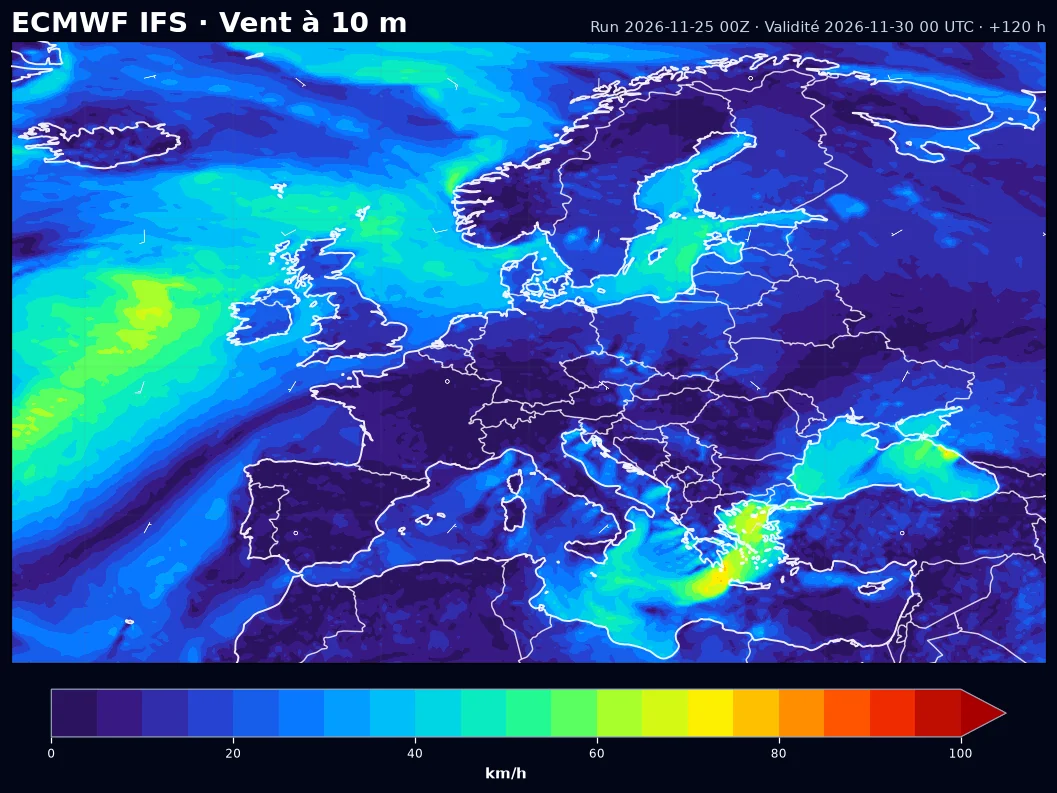 ECMWF IFS · Vent à 10 m
Run 2026-11-25 00Z · Validité 2026-11-30 00 UTC · +120 h
0 20 40 60 80 100
km/h